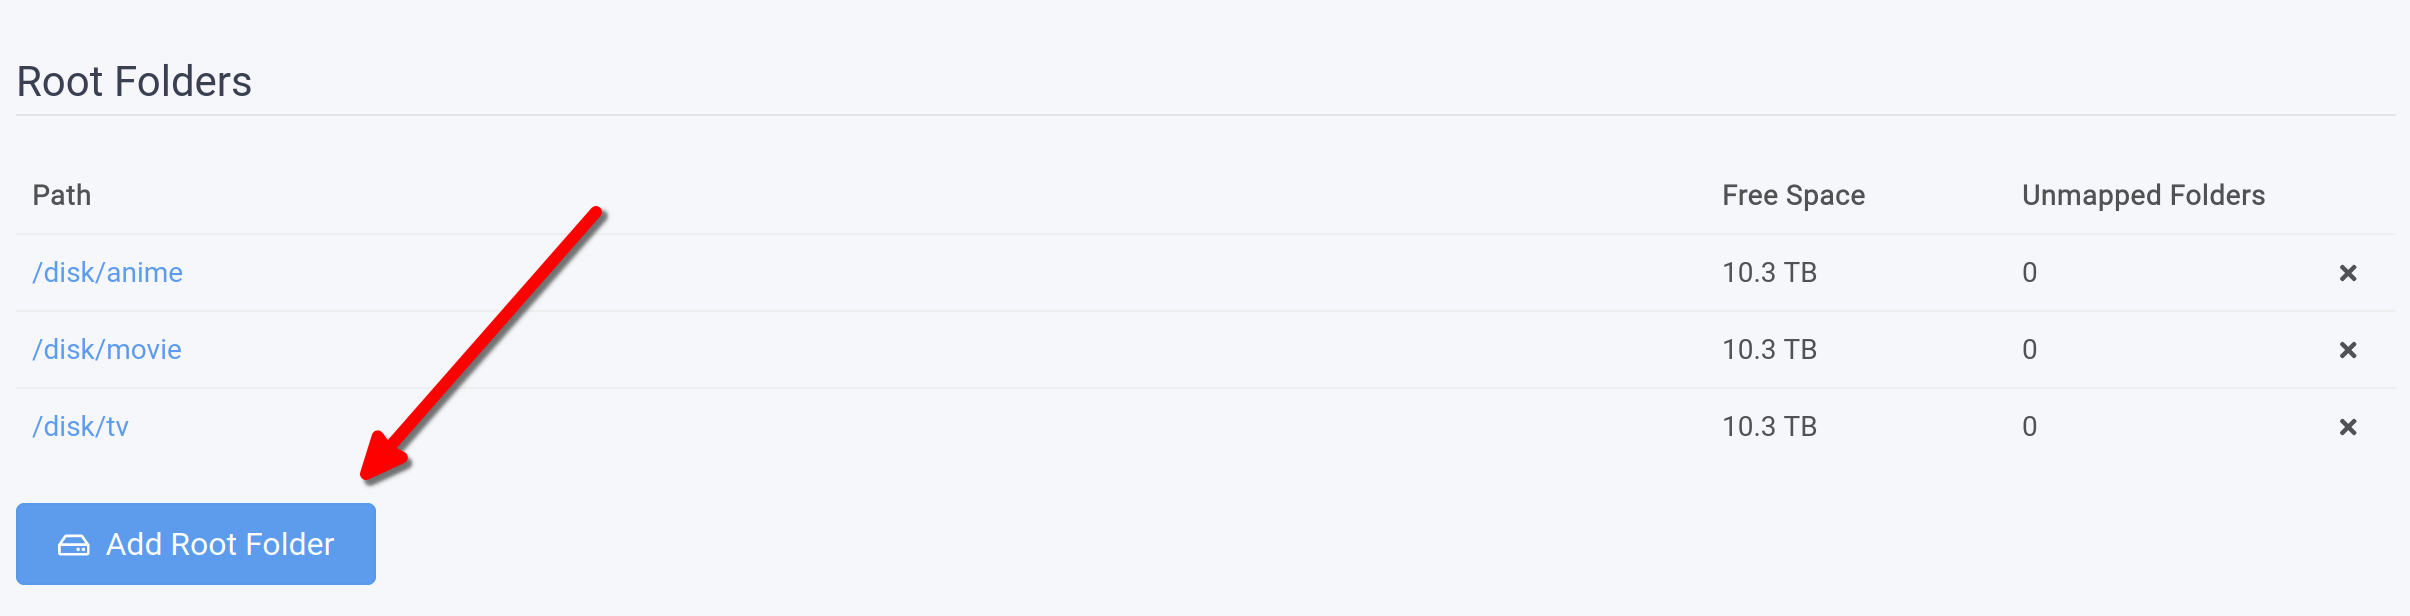 Root Folders
Path Free Space Unmapped Folders
/disk/anime 10.3 TB 0
/disk/movie 10.3 TB 0
/disk/tv 10.3 TB 0
Add Root Folder